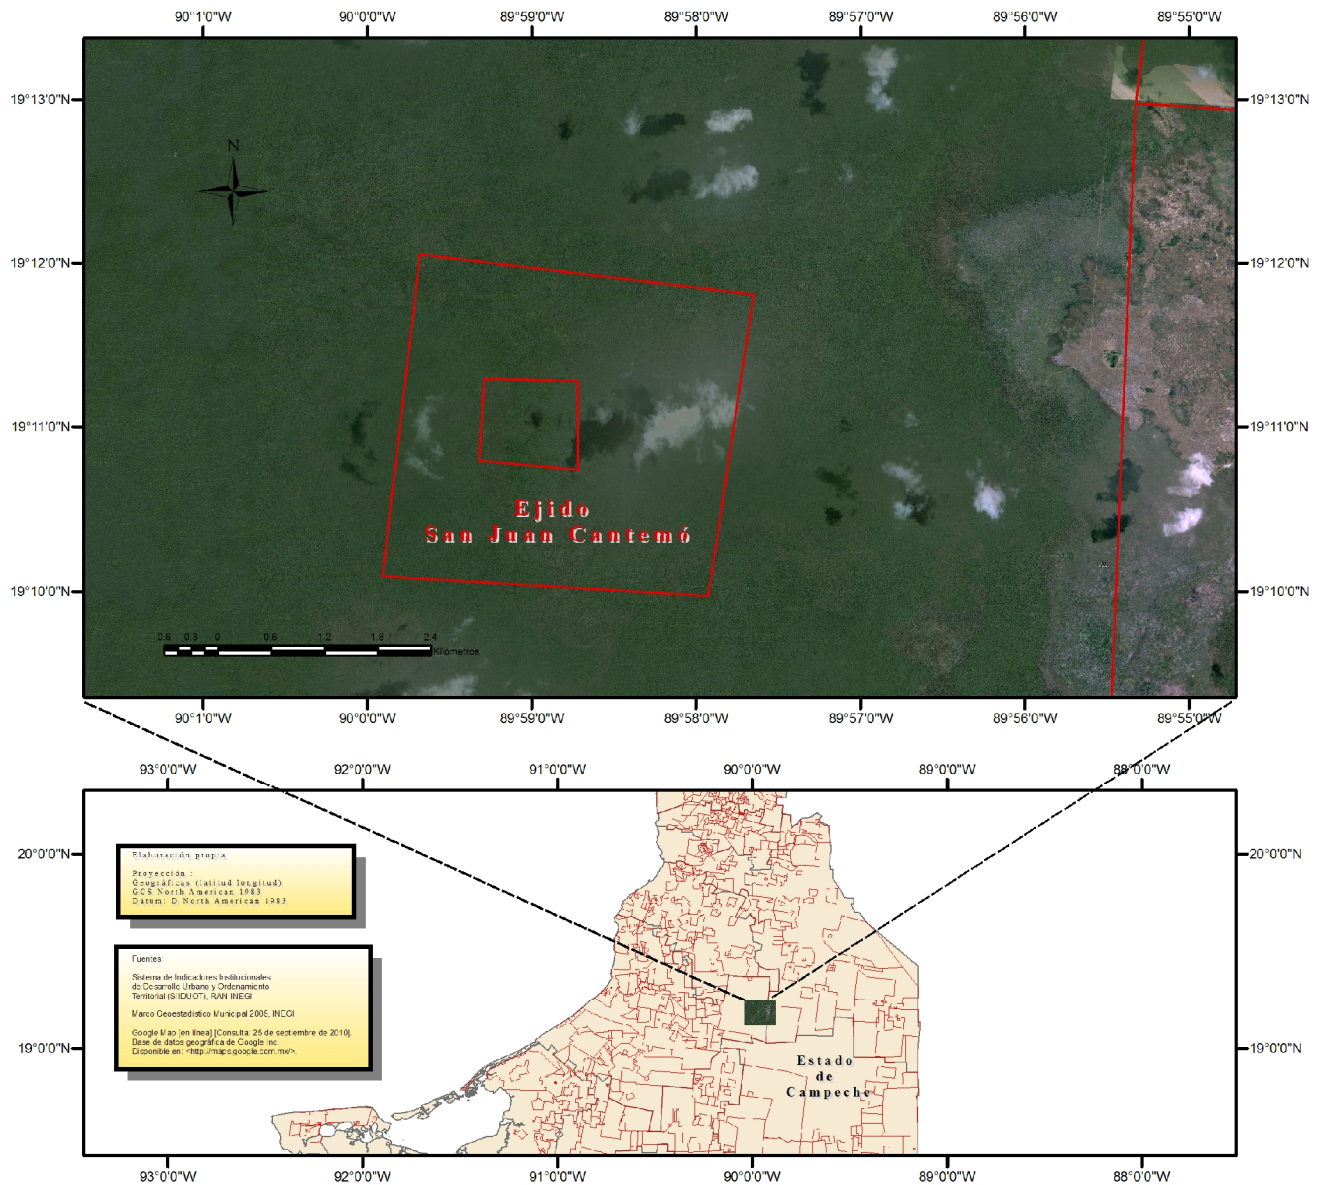 90°1'0"W 90°0'0"W 89°59'0"W 89°58'0"W 89°57'0"W 89°56'0"W 89°55'0"W
19°13'0"N 19°13'0"N
N
19°12'0"N 19°12'0"N
19°11'0"N 19°11'0"N
Ejido
San Juan Cantemó
19°10'0"N 19°10'0"N
0.6 0.3 0 0.6 1.2 1.8 2.4
Kilómetros
90°1'0"W 90°0'0"W 89°59'0"W 89°58'0"W 89°57'0"W 89°56'0"W 89°55'0"W
93°0'0"W 92°0'0"W 91°0'0"W 90°0'0"W 89°0'0"W 88°0'0"W
20°0'0"N 20°0'0"N
Elaboración propia
Proyección :
Geográficas (latitud longitud)
GCS North American 1983
Datum: D North American 1983
Fuentes:
Sistema de Indicadores Institucionales
de Desarrollo Urbano y Ordenamiento
Territorial (SIIDUOT), RAN INEGI
Marco Geoestadístico Municipal 2005, INEGI
Google Map [en línea] [Consulta: 25 de septiembre de 2010].
Base de datos geográfica de Google Inc.
Disponible en: <http://maps.google.com.mx/>.
19°0'0"N 19°0'0"N
Estado
de
Campeche
93°0'0"W 92°0'0"W 91°0'0"W 90°0'0"W 89°0'0"W 88°0'0"W